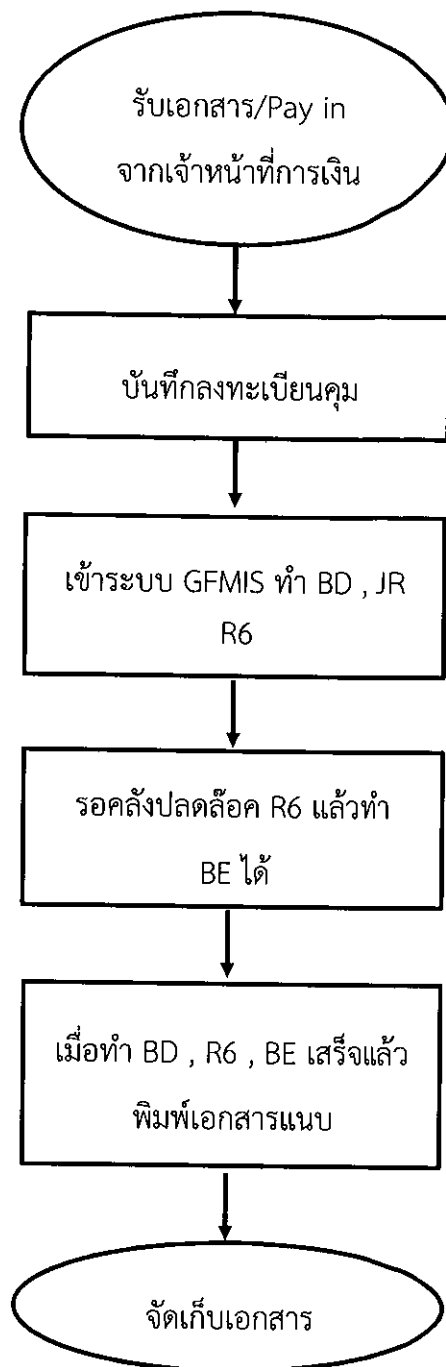 รับเอกสาร/Pay in
จากเจ้าหน้าที่การเงิน
บันทึกลงทะเบียนคุม
เข้าระบบ GFMIS ทำ BD , JR
R6
รอคลังปลดล๊อค R6 แล้วทำ
BE ได้
เมื่อทำ BD , R6 , BE เสร็จแล้ว
พิมพ์เอกสารแนบ
จัดเก็บเอกสาร